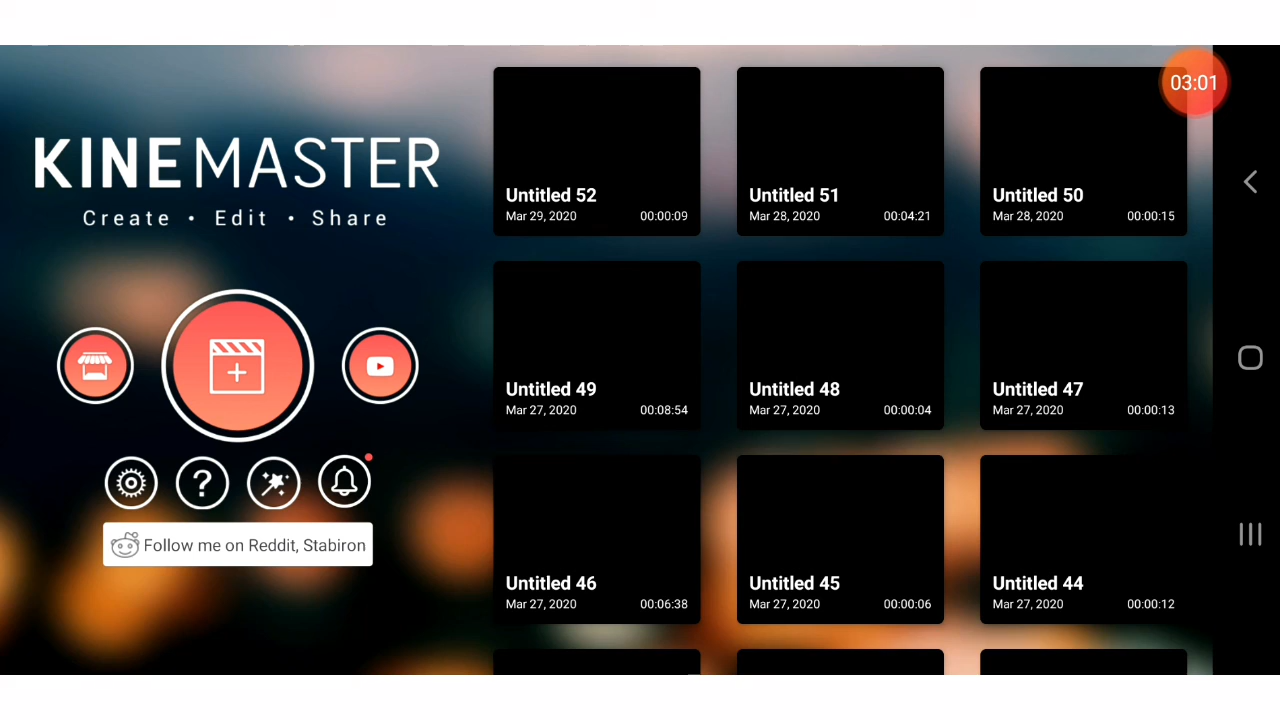 KINEMASTER
Create • Edit • Share
Follow me on Reddit, Stabiron
03:01
Untitled 52
Mar 29, 2020 00:00:09
Untitled 51
Mar 28, 2020 00:04:21
Untitled 50
Mar 28, 2020 00:00:15
Untitled 49
Mar 27, 2020 00:08:54
Untitled 48
Mar 27, 2020 00:00:04
Untitled 47
Mar 27, 2020 00:00:13
Untitled 46
Mar 27, 2020 00:06:38
Untitled 45
Mar 27, 2020 00:00:06
Untitled 44
Mar 27, 2020 00:00:12